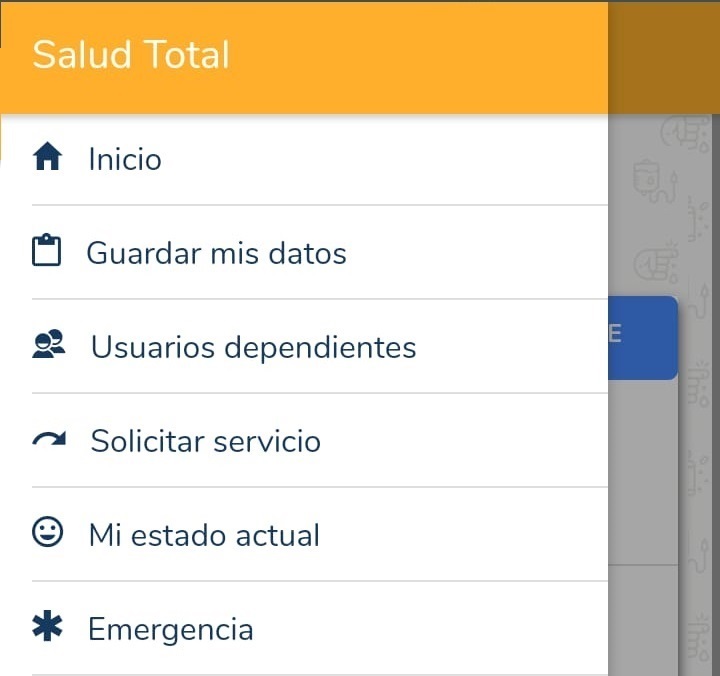 Salud Total
Inicio
Guardar mis datos
Usuarios dependientes
E
Solicitar servicio
Mi estado actual
Emergencia